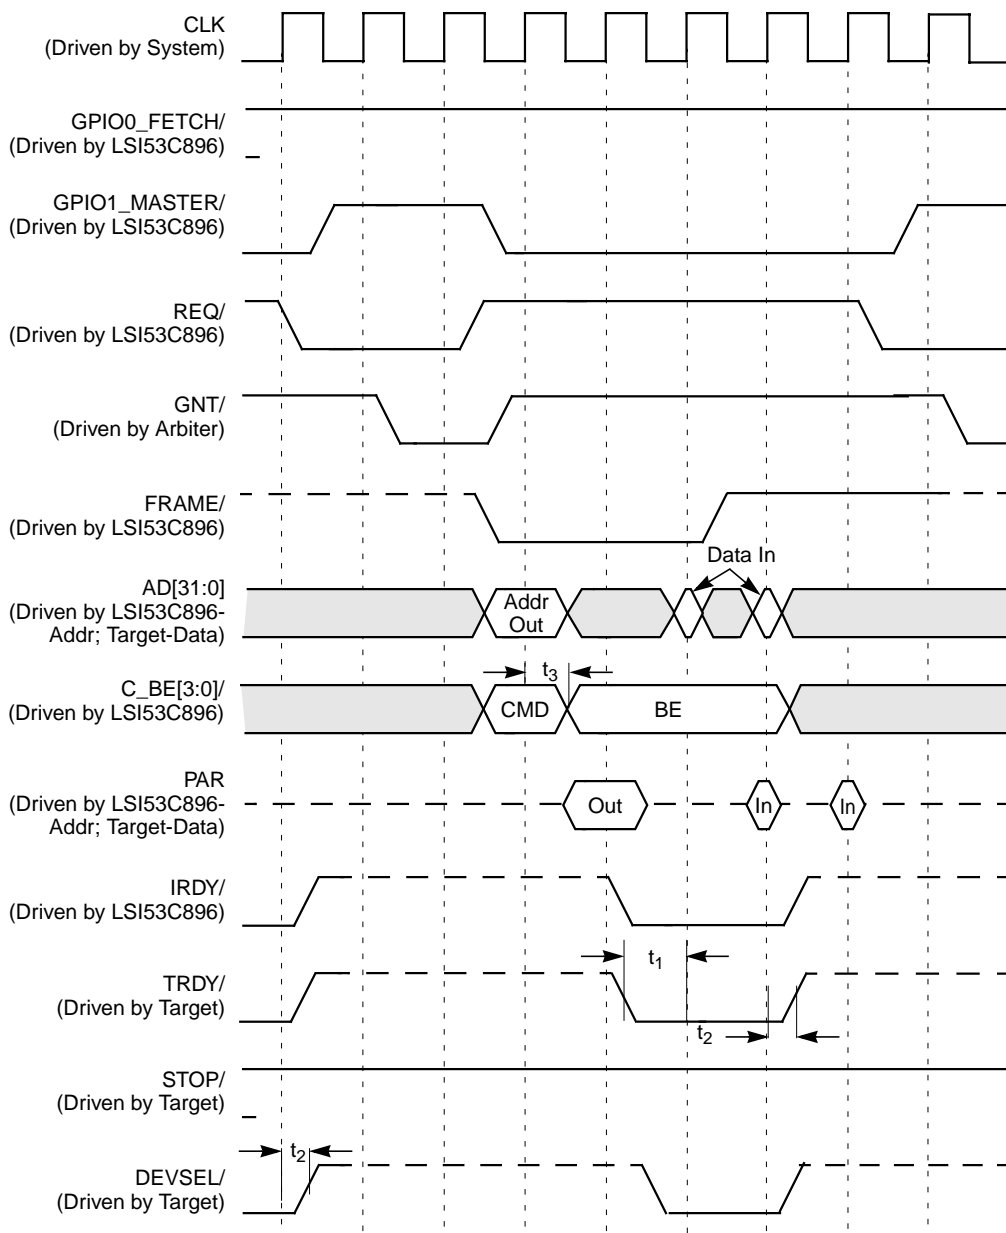 CLK
(Driven by System)
GPIO0_FETCH/
(Driven by LSI53C896)
GPIO1_MASTER/
(Driven by LSI53C896)
REQ/
(Driven by LSI53C896)
GNT/
(Driven by Arbiter)
FRAME/
(Driven by LSI53C896)
Data In
AD[31:0]
(Driven by LSI53C896-
Addr; Target-Data)
Addr
Out
t3
C_BE[3:0]/
(Driven by LSI53C896)
CMD
BE
PAR
(Driven by LSI53C896-
Addr; Target-Data)
Out
In
In
IRDY/
(Driven by LSI53C896)
t1
TRDY/
(Driven by Target)
t2
STOP/
(Driven by Target)
t2
DEVSEL/
(Driven by Target)